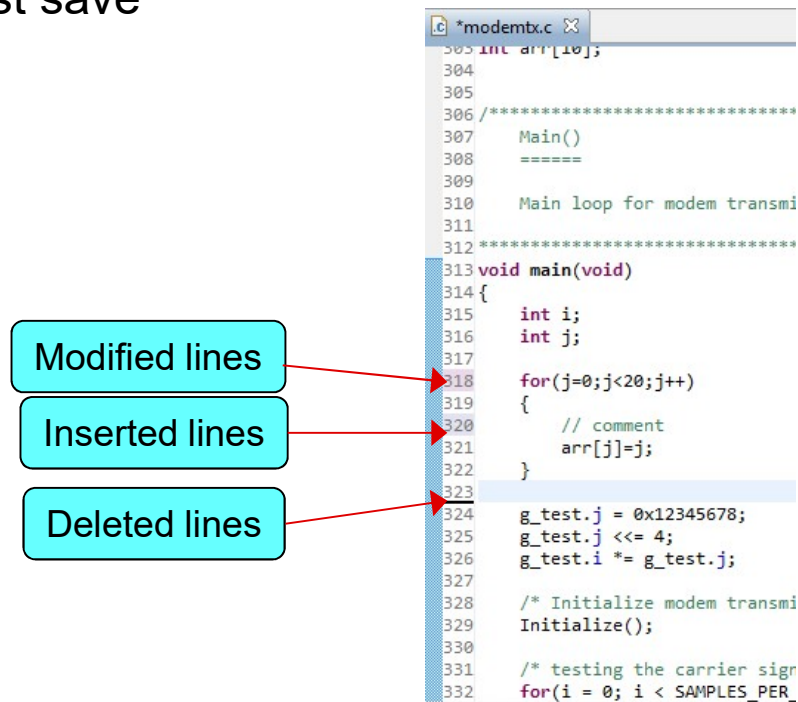 st save
*modemtx.c
303 int arr[10];
304
305
306 /******************************
307 Main()
308 ======
309
310 Main loop for modem transmi
311
312 ******************************
313 void main(void)
314 {
315 int i;
316 int j;
317
318 for(j=0;j<20;j++)
319 {
320 // comment
321 arr[j]=j;
322 }
323
324 g_test.j = 0x12345678;
325 g_test.j <<= 4;
326 g_test.i *= g_test.j;
327
328 /* Initialize modem transmi
329 Initialize();
330
331 /* testing the carrier sign
332 for(i = 0; i < SAMPLES_PER_
Modified lines
Inserted lines
Deleted lines